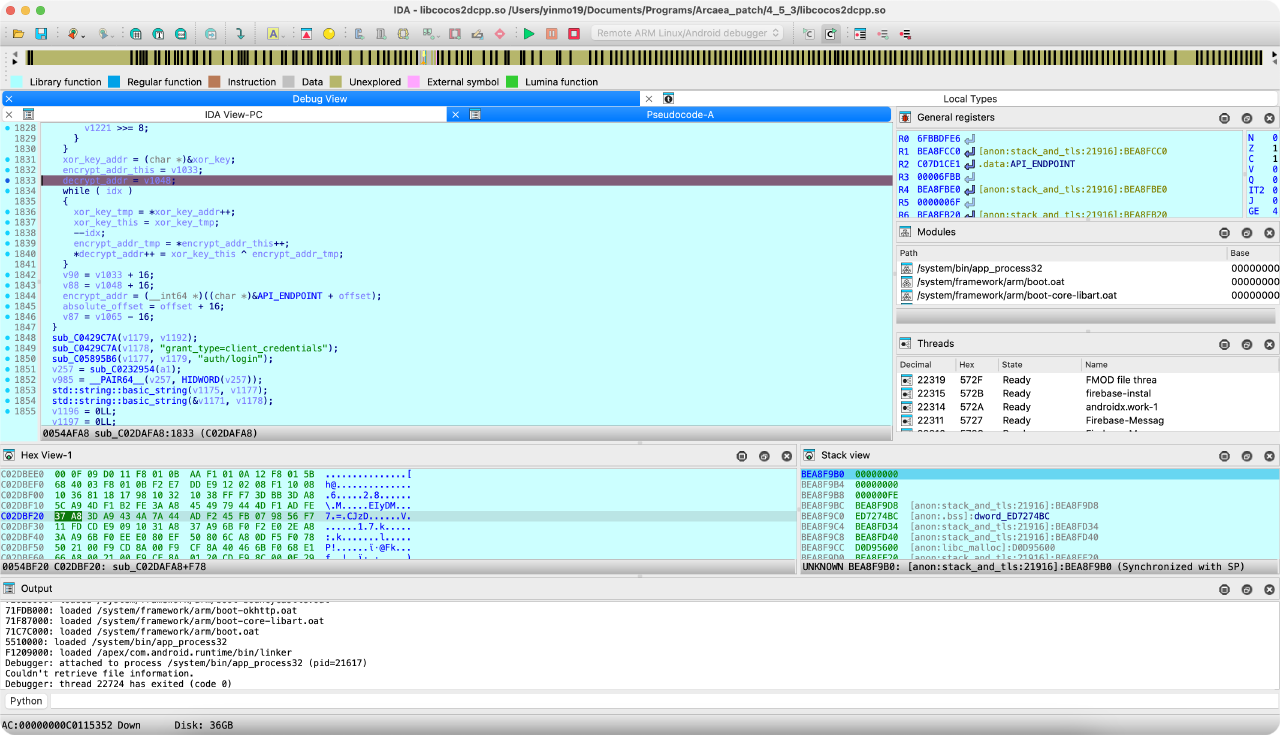 IDA - libcocos2dcpp.so /Users/yinmo19/Documents/Programs/Arcaea_patch/4_5_3/libcocos2dcpp.so
Remote ARM Linux/Android debugger
Library function Regular function Instruction Data Unexplored External symbol Lumina function
Debug View Local Types
IDA View-PC Pseudocode-A
1828 v1221 >>= 8;
1829 }
1830 }
1831 xor_key_addr = (char *)&xor_key;
1832 encrypt_addr_this = v1033;
1833 decrypt_addr = v1048;
1834 while ( idx )
1835 {
1836 xor_key_tmp = *xor_key_addr++;
1837 xor_key_this = xor_key_tmp;
1838 --idx;
1839 encrypt_addr_tmp = *encrypt_addr_this++;
1840 *decrypt_addr++ = xor_key_this ^ encrypt_addr_tmp;
1841 }
1842 v90 = v1033 + 16;
1843 v88 = v1048 + 16;
1844 encrypt_addr = (__int64 *)((char *)&API_ENDPOINT + offset);
1845 absolute_offset = offset + 16;
1846 v87 = v1065 - 16;
1847 }
1848 sub_C0429C7A(v1179, v1192);
1849 sub_C0429C7A(v1178, "grant_type=client_credentials");
1850 sub_C05895B6(v1177, v1179, "auth/login");
1851 v257 = sub_C0232954(a1);
1852 v985 = __PAIR64__(v257, HIDWORD(v257));
1853 std::string::basic_string(v1175, v1177);
1854 std::string::basic_string(&v1171, v1178);
1855 v1196 = 0LL;
v1197 = 0LL;
0054AFA8 sub_C02DAFA8:1833 (C02DAFA8)
General registers
R0 6FBBDFE6
R1 BEA8FCC0 [anon:stack_and_tls:21916]:BEA8FCC0
R2 C07D1CE1 .data:API_ENDPOINT
R3 00006FBB
R4 BEA8FBE0 [anon:stack_and_tls:21916]:BEA8FBE0
R5 0000006F
R6 BEA8FB20 [anon:stack_and_tls:21916]:BEA8FB20
N 0
Z 1
C 1
V 0
Q 0
IT2 0
J 0
GE 4
Modules
Path Base
/system/bin/app_process32 00000000
/system/framework/arm/boot.oat 00000000
/system/framework/arm/boot-core-libart.oat 00000000
Threads
Decimal Hex State Name
22319 572F Ready FMOD file threa
22315 572B Ready firebase-instal
22314 572A Ready androidx.work-1
22311 5727 Ready Firebase-Messag
Hex View-1
C02DBEE0 00 0F 09 D0 11 F8 01 0B AA F1 01 0A 12 F8 01 5B ...............[
C02DBEF0 68 40 03 F8 01 0B F2 E7 DD E9 12 02 08 F1 10 08 h@..............
C02DBF00 10 36 81 18 17 98 10 32 10 38 FF F7 3D BB 3D A8 .6.....2.8......
C02DBF10 5C A9 4D F1 B2 FE 3A A8 45 49 79 44 4D F1 AD FE \.M.....EIyDM...
C02DBF20 37 A8 3D A9 43 4A 7A 44 AD F2 45 FB 07 98 56 F7 7.=.CJzD......V.
C02DBF30 11 FD CD E9 09 10 31 A8 37 A9 6B F0 F2 E0 2E A8 ......1.7.k.....
C02DBF40 3A A9 6B F0 EE E0 80 EF 50 80 6C A8 0D F5 F0 78 :.k.......l....x
C02DBF50 50 21 00 F9 CD 8A 00 F9 CF 8A 40 46 6B F0 68 E1
0054BF20 C02DBF20: sub_C02DAFA8+F78
Stack view
BEA8F9B0 00000000
BEA8F9B4 00000000
BEA8F9B8 000000FE
BEA8F9BC BEA8F9D8 [anon:stack_and_tls:21916]:BEA8F9D8
BEA8F9C0 ED7274BC [anon:.bss]:dword_ED7274BC
BEA8F9C4 BEA8FD34 [anon:stack_and_tls:21916]:BEA8FD34
BEA8F9C8 BEA8FD40 [anon:stack_and_tls:21916]:BEA8FD40
BEA8F9CC D0D95600 [anon:libc_malloc]:D0D95600
UNKNOWN BEA8F9B0: [anon:stack_and_tls:21916]:BEA8F9B0 (Synchronized with SP)
Output
71FDB000: loaded /system/framework/arm/boot-okhttp.oat
71F87000: loaded /system/framework/arm/boot-core-libart.oat
71C7C000: loaded /system/framework/arm/boot.oat
5510000: loaded /system/bin/app_process32
F1209000: loaded /apex/com.android.runtime/bin/linker
Debugger: attached to process /system/bin/app_process32 (pid=21617)
Couldn't retrieve file information.
Debugger: thread 22724 has exited (code 0)
Python
AC:00000000C0115352 Down Disk: 36GB